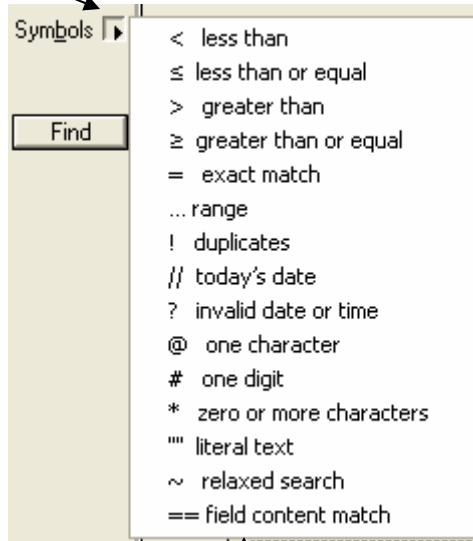 Symbols
< less than
≤ less than or equal
> greater than
Find
≥ greater than or equal
= exact match
... range
! duplicates
// today's date
? invalid date or time
@ one character
# one digit
* zero or more characters
"" literal text
~ relaxed search
== field content match